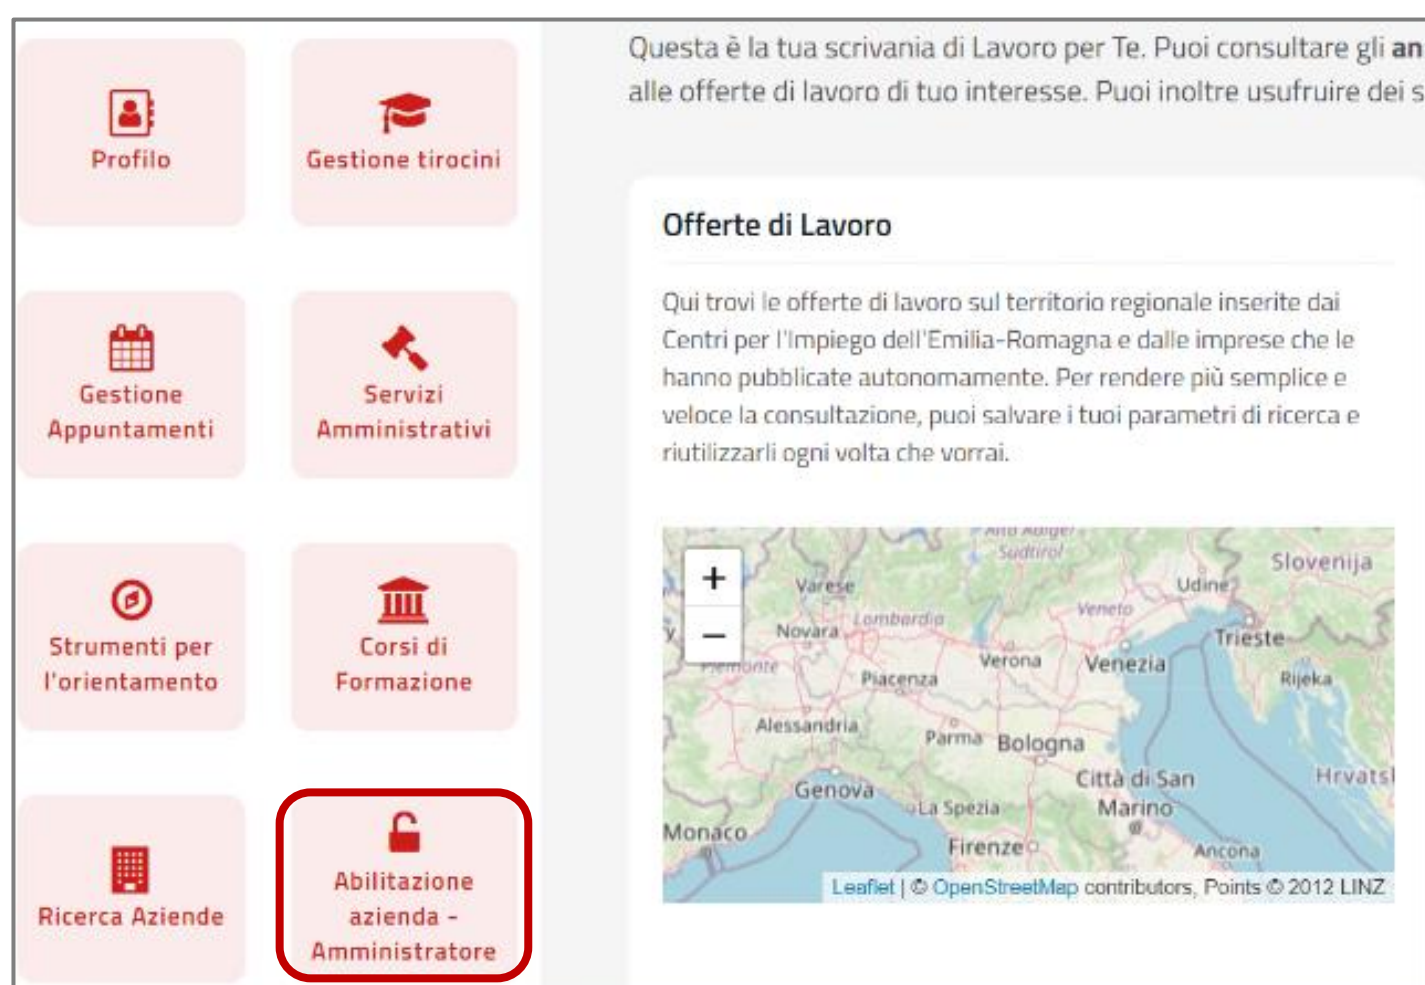 Profilo
Gestione tirocini
Gestione
Appuntamenti
Servizi
Amministrativi
Strumenti per
l'orientamento
Corsi di
Formazione
Ricerca Aziende
Abilitazione
azienda -
Amministratore
Questa è la tua scrivania di Lavoro per Te. Puoi consultare gli an
alle offerte di lavoro di tuo interesse. Puoi inoltre usufruire dei s
Offerte di Lavoro
Qui trovi le offerte di lavoro sul territorio regionale inserite dai
Centri per l'Impiego dell'Emilia-Romagna e dalle imprese che le
hanno pubblicate autonomamente. Per rendere più semplice e
veloce la consultazione, puoi salvare i tuoi parametri di ricerca e
riutilizzarli ogni volta che vorrai.
+
−
Südtirol
Slovenija
Varese
Udine
Lombardia
Veneto
Novara
Trieste
Piemonte
Verona
Venezia
Piacenza
Rijeka
Alessandria
Parma
Bologna
Città di San
Marino
Hrvats
Genova
La Spezia
Monaco
Firenze
Ancona
Leaflet | © OpenStreetMap contributors, Points © 2012 LINZ